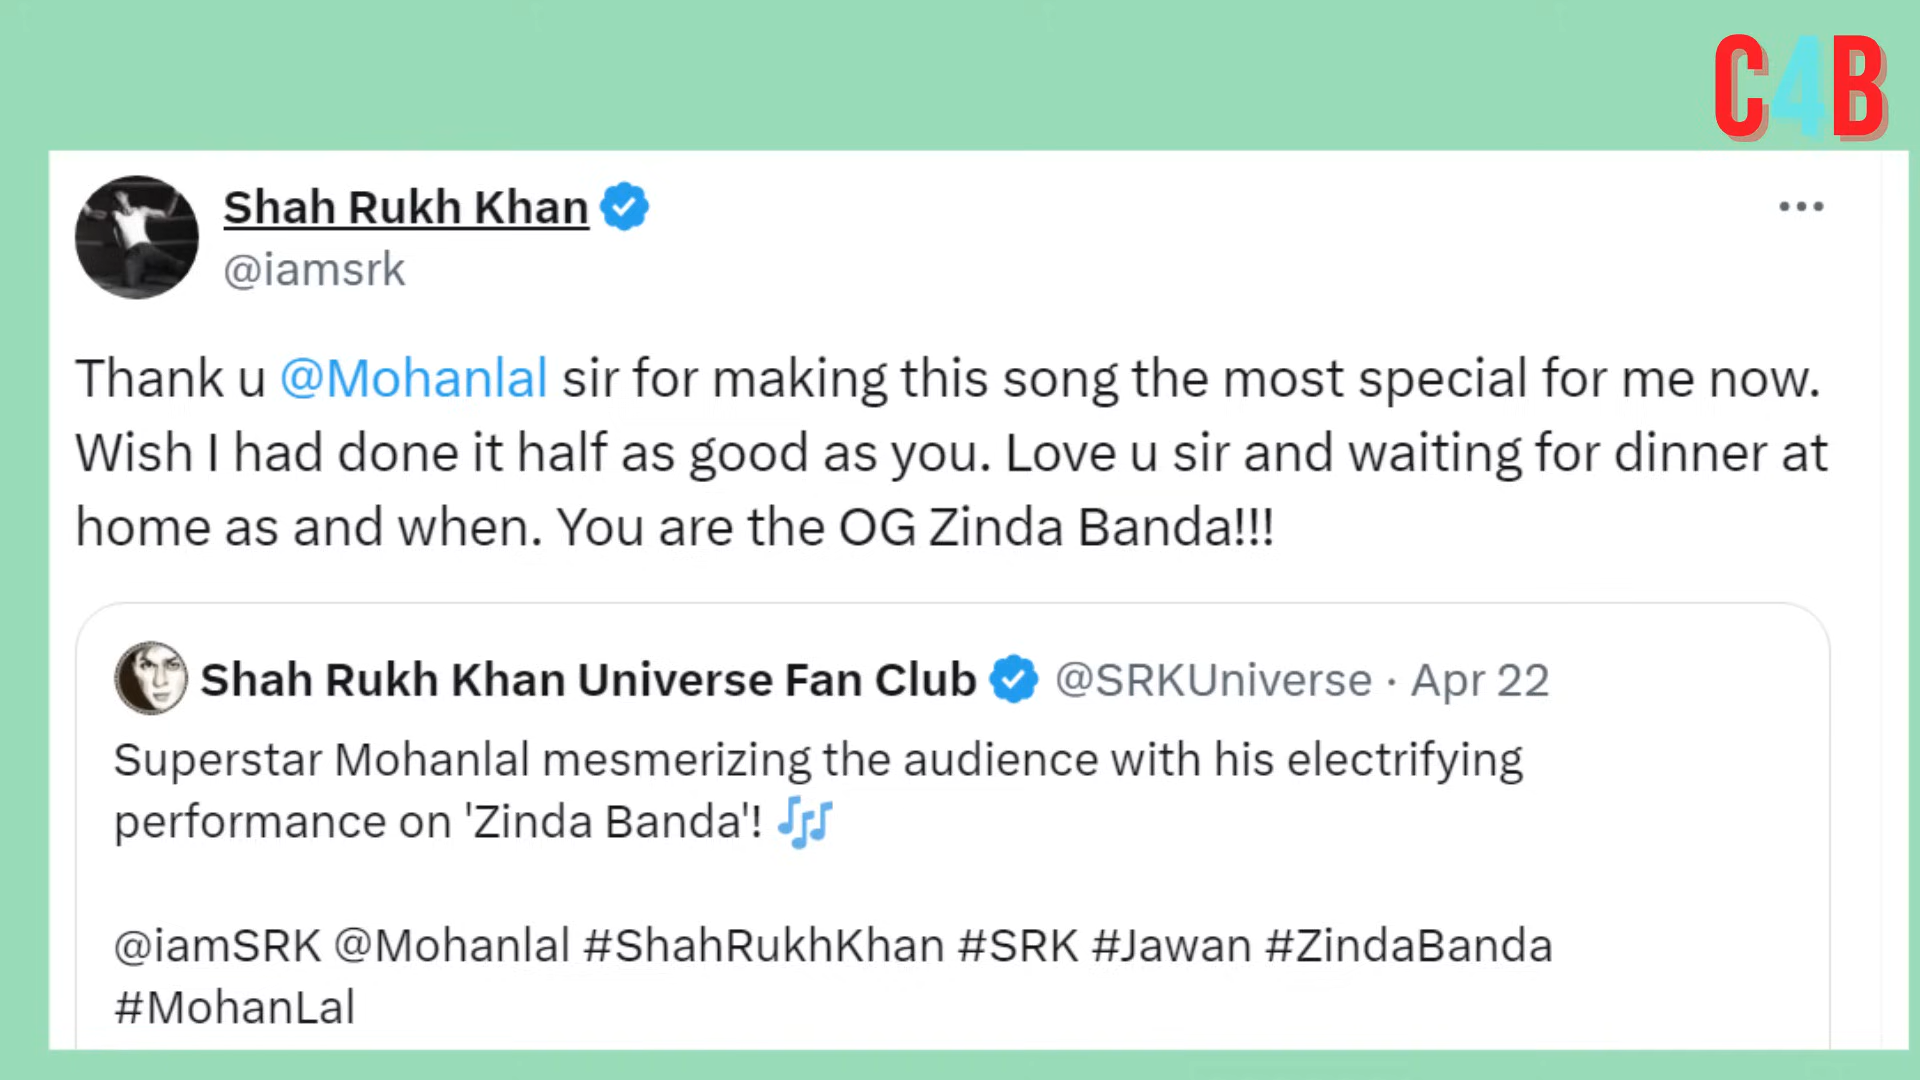 C4B
Shah Rukh Khan
@iamsrk
Thank u @Mohanlal sir for making this song the most special for me now.
Wish I had done it half as good as you. Love u sir and waiting for dinner at
home as and when. You are the OG Zinda Banda!!!
Shah Rukh Khan Universe Fan Club @SRKUniverse · Apr 22
Superstar Mohanlal mesmerizing the audience with his electrifying
performance on 'Zinda Banda'! 🎶
@iamSRK @Mohanlal #ShahRukhKhan #SRK #Jawan #ZindaBanda
#MohanLal